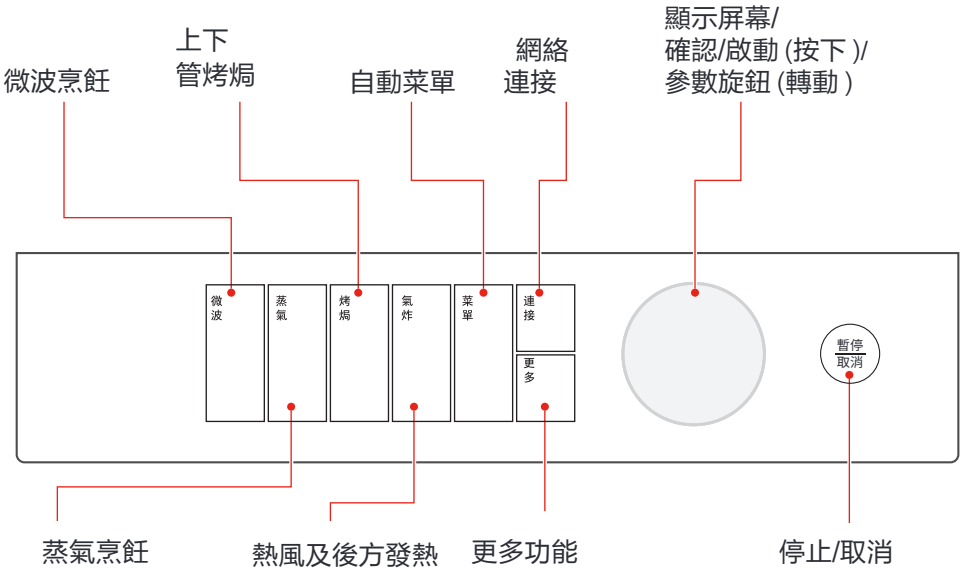 微波烹飪
上下
管烤焗
自動菜單
網絡
連接
顯示屏幕/
確認/啟動 (按下 )/
參數旋鈕 (轉動 )
微
波
蒸
氣
烤
焗
氣
炸
菜
單
連
接
更
多
暫停
取消
蒸氣烹飪
熱風及後方發熱
更多功能
停止/取消